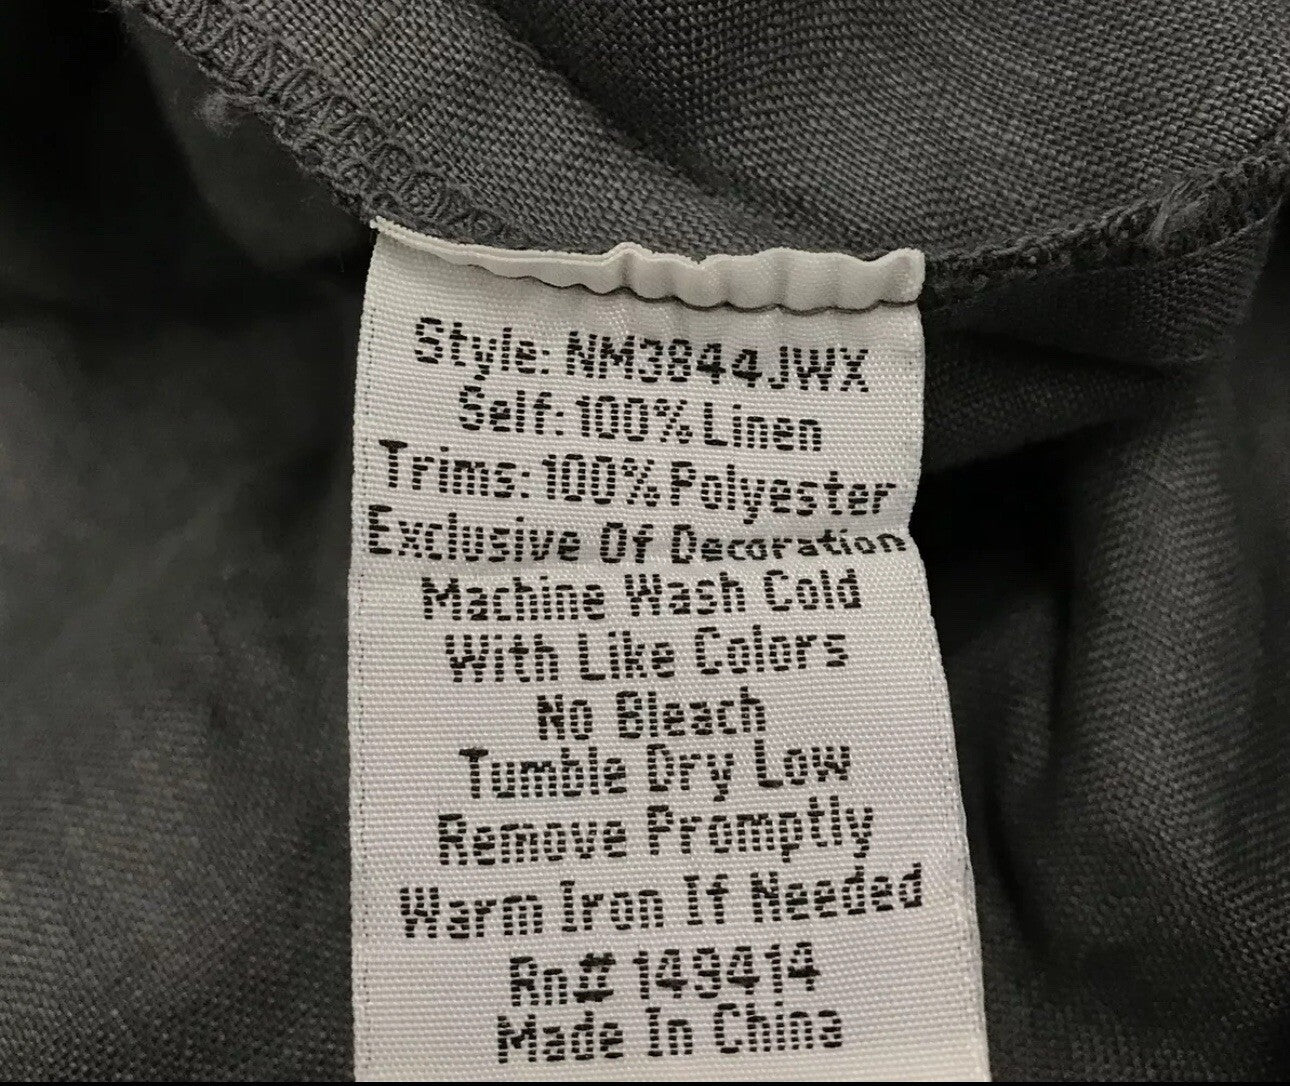 Style: NM3844JWX
Self: 100% Linen
Trims: 100% Polyester
Exclusive Of Decoration
Machine Wash Cold
With Like Colors
No Bleach
Tumble Dry Low
Remove Promptly
Warm Iron If Needed
Rn# 149414
Made In China